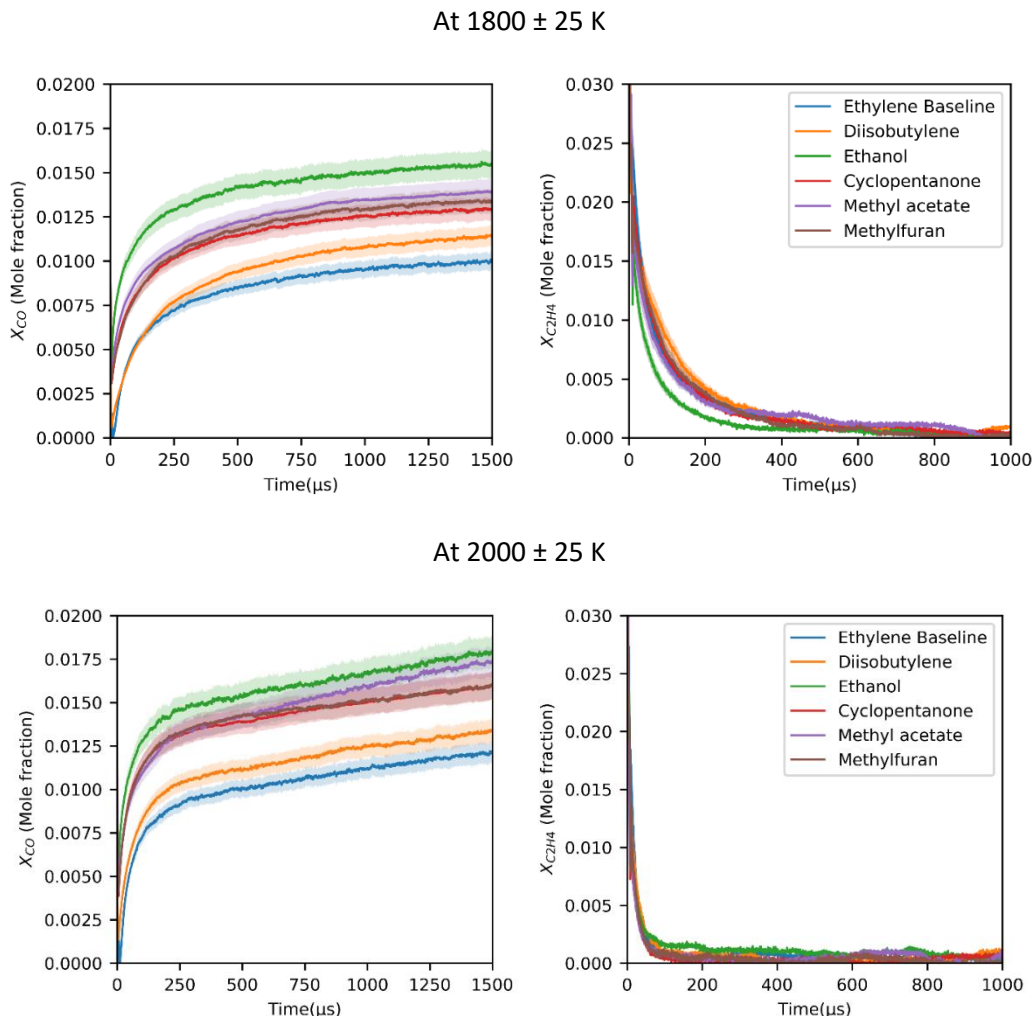 At 1800 ± 25 K
0.0200
0.0175
0.0150
0.0125
0.0100
0.0075
0.0050
0.0025
0.0000
X_CO (Mole fraction)
0 250 500 750 1000 1250 1500
Time(µs)
0.030
0.025
0.020
0.015
0.010
0.005
0.000
X_C2H4 (Mole fraction)
Ethylene Baseline
Diisobutylene
Ethanol
Cyclopentanone
Methyl acetate
Methylfuran
0 200 400 600 800 1000
Time(µs)
At 2000 ± 25 K
0.0200
0.0175
0.0150
0.0125
0.0100
0.0075
0.0050
0.0025
0.0000
X_CO (Mole fraction)
0 250 500 750 1000 1250 1500
Time(µs)
0.030
0.025
0.020
0.015
0.010
0.005
0.000
X_C2H4 (Mole fraction)
Ethylene Baseline
Diisobutylene
Ethanol
Cyclopentanone
Methyl acetate
Methylfuran
0 200 400 600 800 1000
Time(µs)